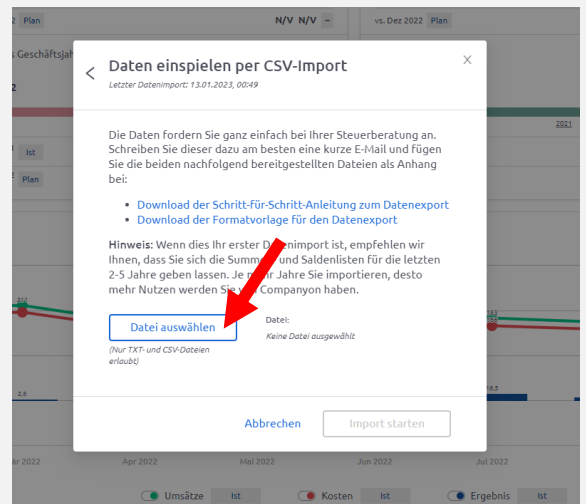 2 Plan
N/V N/V –
vs. Dez 2022 Plan
s Geschäftsjah
Daten einspielen per CSV-Import
X
Letzter Datenimport: 13.01.2023, 00:49
2021
Ist
Plan
Die Daten fordern Sie ganz einfach bei Ihrer Steuerberatung an.
Schreiben Sie dieser dazu am besten eine kurze E-Mail und fügen
Sie die beiden nachfolgend bereitgestellten Dateien als Anhang
bei:
• Download der Schritt-für-Schritt-Anleitung zum Datenexport
• Download der Formatvorlage für den Datenexport
Hinweis: Wenn dies Ihr erster Datenimport ist, empfehlen wir
Ihnen, dass Sie sich die Summen und Saldenlisten für die letzten
2-5 Jahre geben lassen. Je mehr Jahre Sie importieren, desto
mehr Nutzen werden Sie von Companyon haben.
Datei auswählen
Datei:
Keine Datei ausgewählt
(Nur TXT- und CSV-Dateien
erlaubt)
183
2,8
16,5
Abbrechen
Import starten
är 2022
Apr 2022
Mai 2022
Jun 2022
Jul 2022
Umsätze Ist
Kosten Ist
Ergebnis Ist